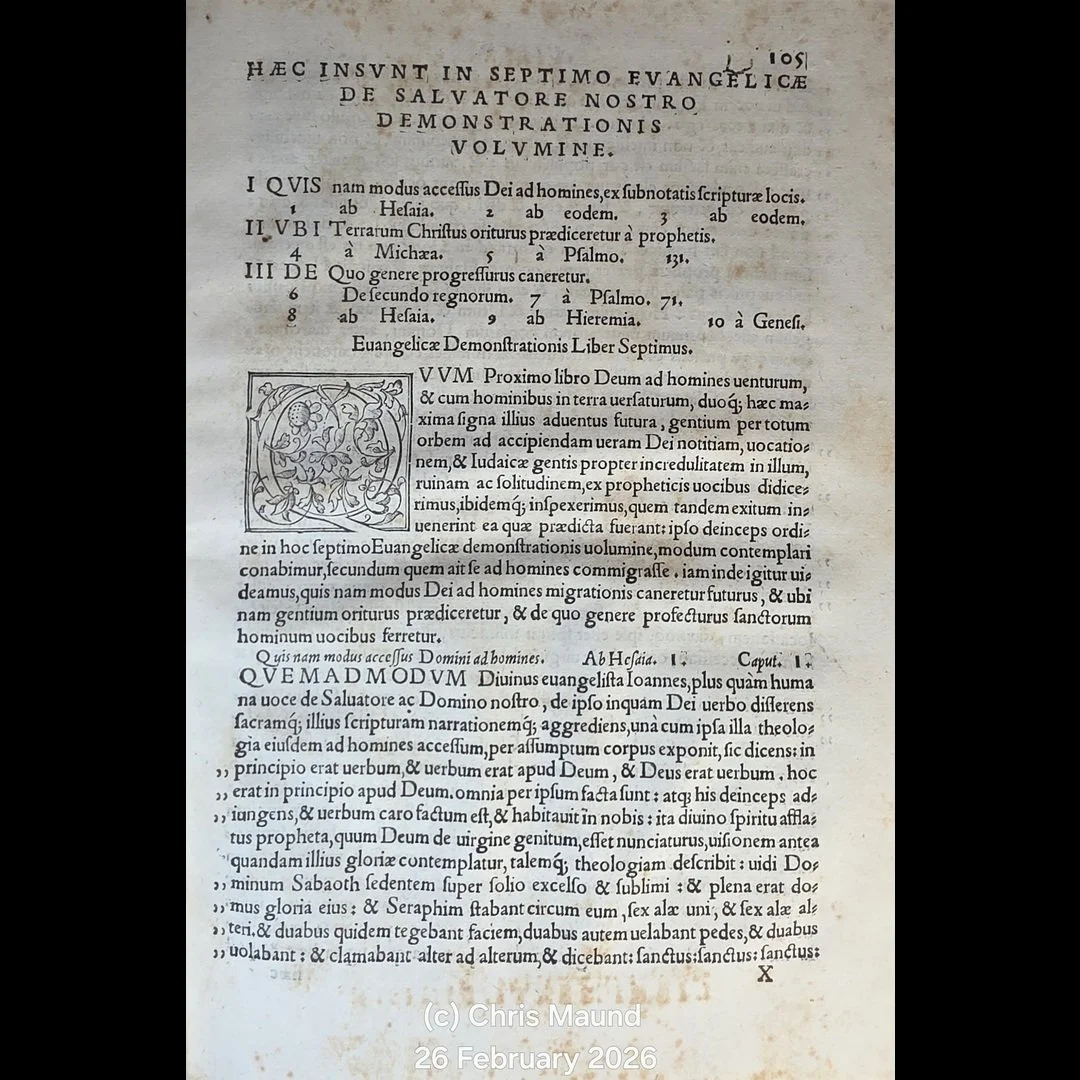 105
HÆC INSVNT IN SEPTIMO EVANGELICÆ
DE SALVATORE NOSTRO
DEMONSTRATIONIS
VOLVMINE.
I QVIS nam modus acceſſus Dei ad homines, ex ſubnotatis ſcripturæ locis.
1 ab Heſaia. 2 ab eodem. 3 ab eodem.
II VBI Terrarum Chriſtus oriturus prædiceretur à prophetis.
4 à Michæa. 5 à Pſalmo. 131.
III DE Quo genere progreſſurus caneretur.
6 De ſecundo regnorum. 7 à Pſalmo. 71.
8 ab Heſaia. 9 ab Hieremia. 10 à Geneſi.
Euangelicæ Demonſtrationis Liber Septimus.
QVVM Proximo libro Deum ad homines uenturum,
& cum hominibus in terra uerſaturum, duoq́; hæc ma⸗
xima ſigna illius aduentus futura, gentium per totum
orbem ad accipiendam ueram Dei notitiam, uocatio⸗
nem, & Iudaicæ gentis propter incredulitatem in illum,
ruinam ac ſolitudinem, ex propheticis uocibus didice⸗
rimus, ibidemq́; inſpexerimus, quem tandem exitum in⸗
uenerint ea quæ prædicta fuerant: ipſo deinceps ordi⸗
ne in hoc ſeptimo Euangelicæ demonſtrationis uolumine, modum contemplari
conabimur, ſecundum quem ait ſe ad homines commigraſſe. iam inde igitur ui⸗
deamus, quis nam modus Dei ad homines migrationis caneretur futurus, & ubi
nam gentium oriturus prædiceretur, & de quo genere profecturus ſanctorum
hominum uocibus ferretur.
Quis nam modus acceſſus Domini ad homines. Ab Heſaia. 1. Caput. 1.
QVEMADMODVM Diuinus euangeliſta Ioannes, plus quàm huma
na uoce de Saluatore ac Domino noſtro, de ipſo inquam Dei uerbo diſſerens
ſacramq́; illius ſcripturam narrationemq́; aggrediens, unà cum ipſa illa theolo⸗
gia eiuſdem ad homines acceſſum, per aſſumptum corpus exponit, ſic dicens: in
,, principio erat uerbum, & uerbum erat apud Deum, & Deus erat uerbum. hoc
,, erat in principio apud Deum. omnia per ipſum facta ſunt: atq; his deinceps ad⸗
,, iungens, & uerbum caro factum eſt, & habitauit in nobis: ita diuino ſpiritu affla⸗
tus propheta, quum Deum de uirgine genitum, eſſet nunciaturus, uiſionem antea
quandam illius gloriæ contemplatur, talemq́; theologiam deſcribit: uidi Do⸗
,, minum Sabaoth ſedentem ſuper ſolio excelſo & ſublimi: & plena erat do⸗
,, mus gloria eius: & Seraphim ſtabant circum eum, ſex alæ uni, & ſex alæ al⸗
,, teri. & duabus quidem tegebant faciem, duabus autem uelabant pedes, & duabus
,, uolabant: & clamabant alter ad alterum, & dicebant: ſanctus: ſanctus: ſanctus:
X
(c) Chris Maund
26 February 2026